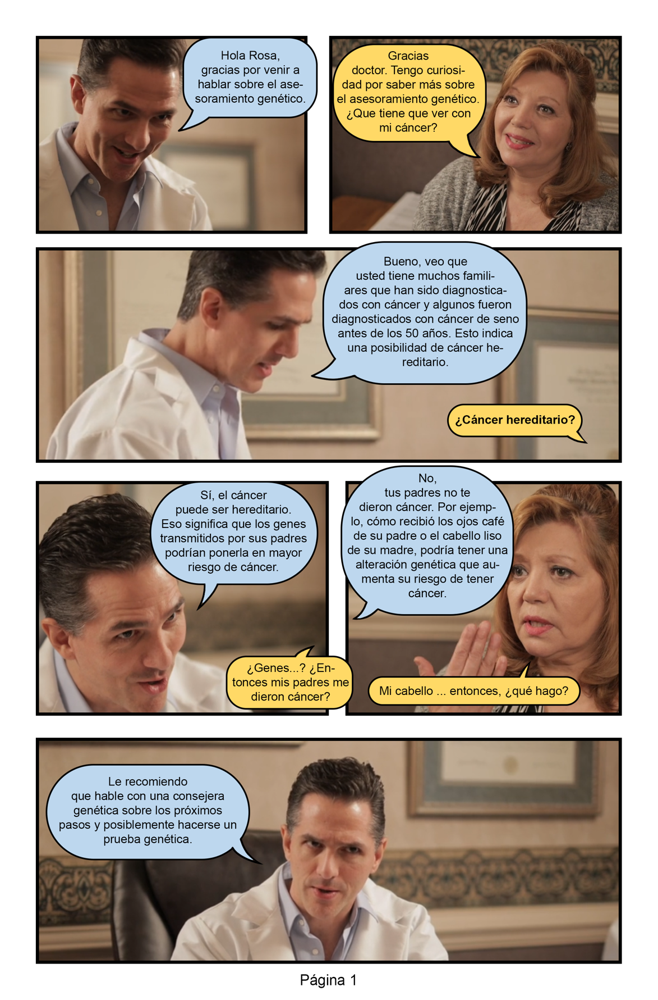 Hola Rosa,
gracias por venir a
hablar sobre el ase-
soramiento genético.
Gracias
doctor. Tengo curiosi-
dad por saber más sobre
el asesoramiento genético.
¿Que tiene que ver con
mi cáncer?
Bueno, veo que
usted tiene muchos famili-
ares que han sido diagnostica-
dos con cáncer y algunos fueron
diagnosticados con cáncer de seno
antes de los 50 años. Esto indica
una posibilidad de cáncer he-
reditario.
¿Cáncer hereditario?
Sí, el cáncer
puede ser hereditario.
Eso significa que los genes
transmitidos por sus padres
podrían ponerla en mayor
riesgo de cáncer.
¿Genes...? ¿En-
tonces mis padres me
dieron cáncer?
No,
tus padres no te
dieron cáncer. Por ejemp-
lo, cómo recibió los ojos café
de su padre o el cabello liso
de su madre, podría tener una
alteración genética que au-
menta su riesgo de tener
cáncer.
Mi cabello ... entonces, ¿qué hago?
Le recomiendo
que hable con una consejera
genética sobre los próximos
pasos y posiblemente hacerse un
prueba genética.
Página 1